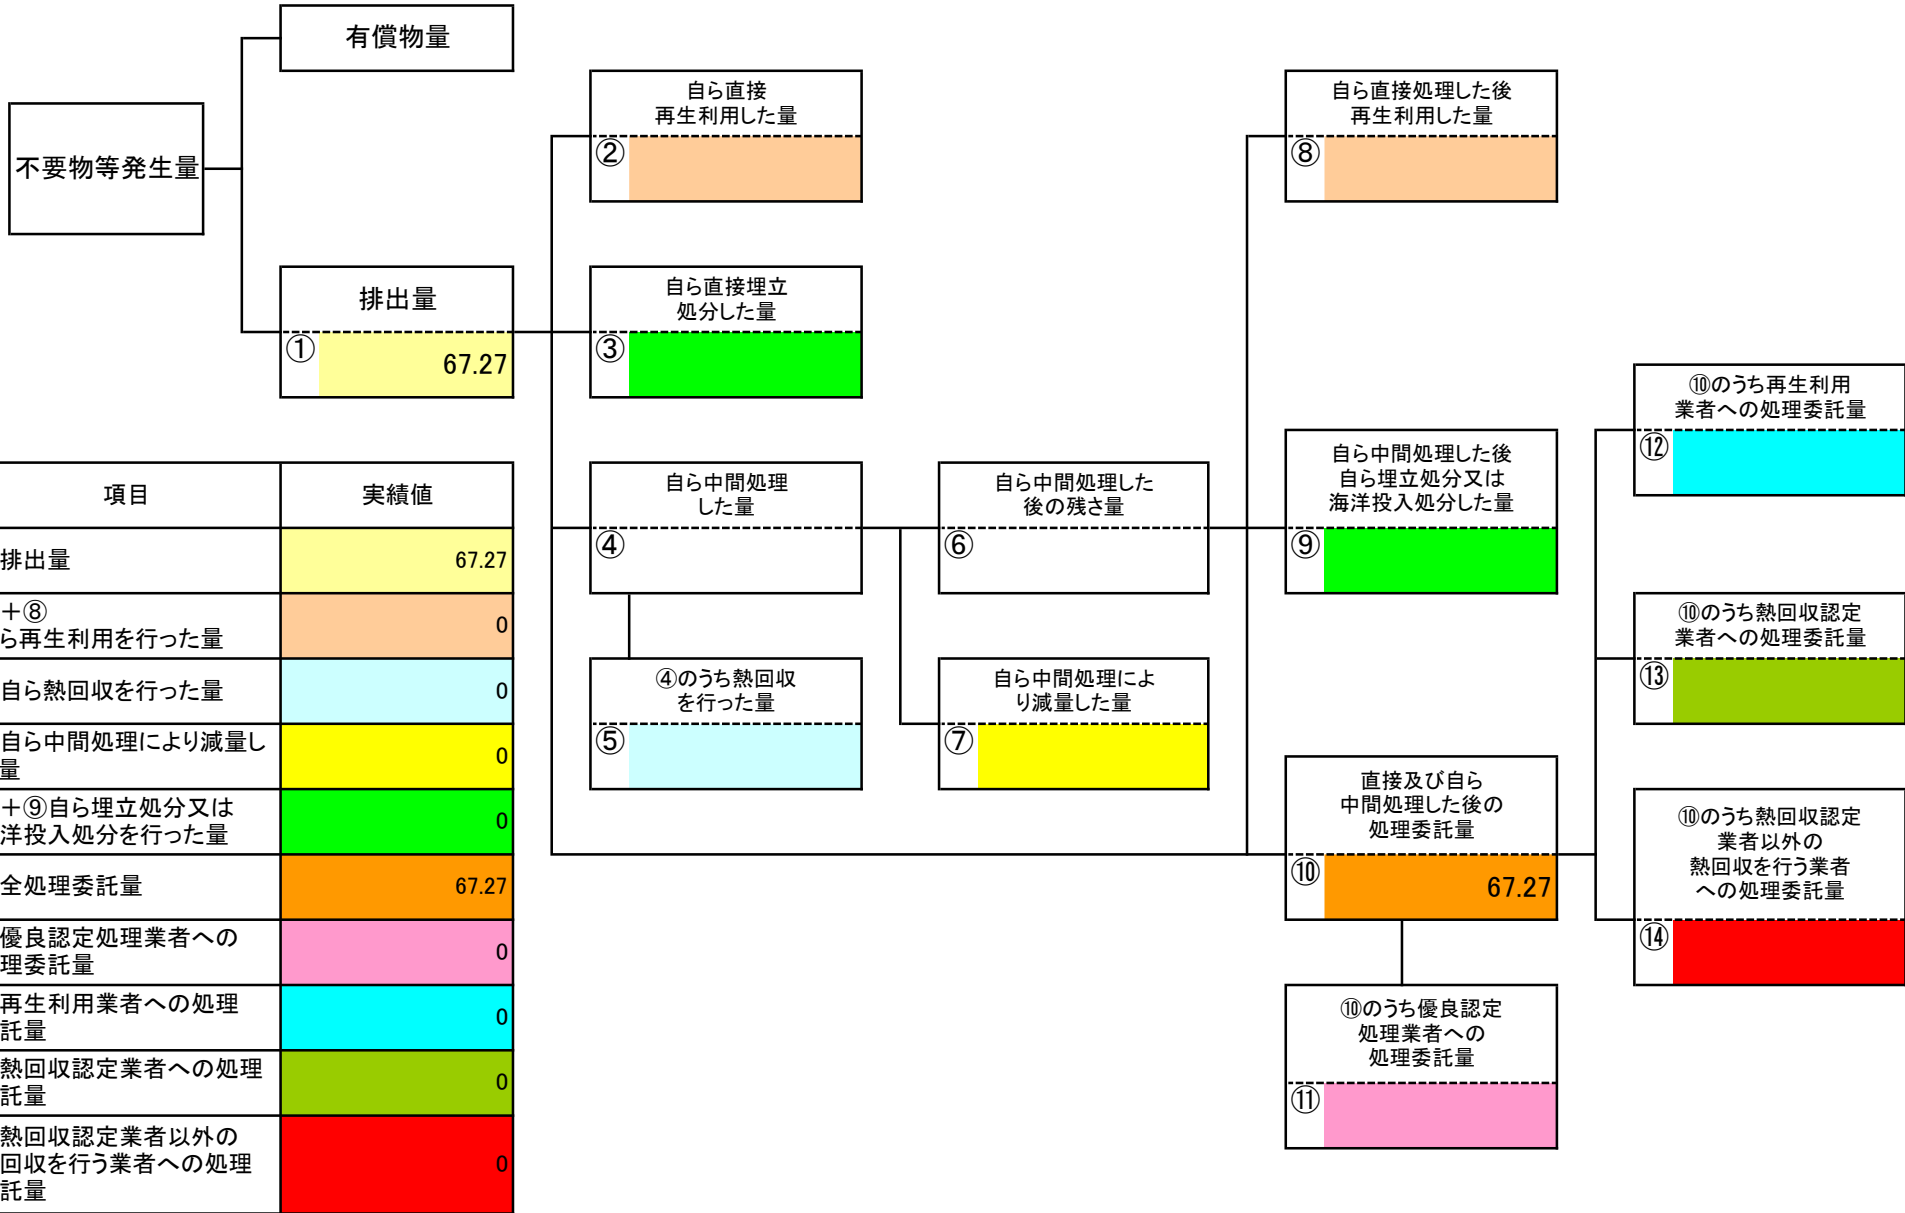 有償物量
不要物等発生量
排出量
①
67.27
自ら直接
再生利用した量
②
自ら直接埋立
処分した量
③
自ら中間処理
した量
④
④のうち熱回収
を行った量
⑤
自ら中間処理した
後の残さ量
⑥
自ら中間処理によ
り減量した量
⑦
自ら直接処理した後
再生利用した量
⑧
自ら中間処理した後
自ら埋立処分又は
海洋投入処分した量
⑨
直接及び自ら
中間処理した後の
処理委託量
⑩
67.27
⑩のうち優良認定
処理業者への
処理委託量
⑪
⑩のうち再生利用
業者への処理委託量
⑫
⑩のうち熱回収認定
業者への処理委託量
⑬
⑩のうち熱回収認定
業者以外の
熱回収を行う業者
への処理委託量
⑭
項目
実績値
排出量
67.27
＋⑧
ら再生利用を行った量
0
自ら熱回収を行った量
0
自ら中間処理により減量し
量
0
＋⑨自ら埋立処分又は
洋投入処分を行った量
0
全処理委託量
67.27
優良認定処理業者への
理委託量
0
再生利用業者への処理
託量
0
熱回収認定業者への処理
託量
0
熱回収認定業者以外の
回収を行う業者への処理
託量
0